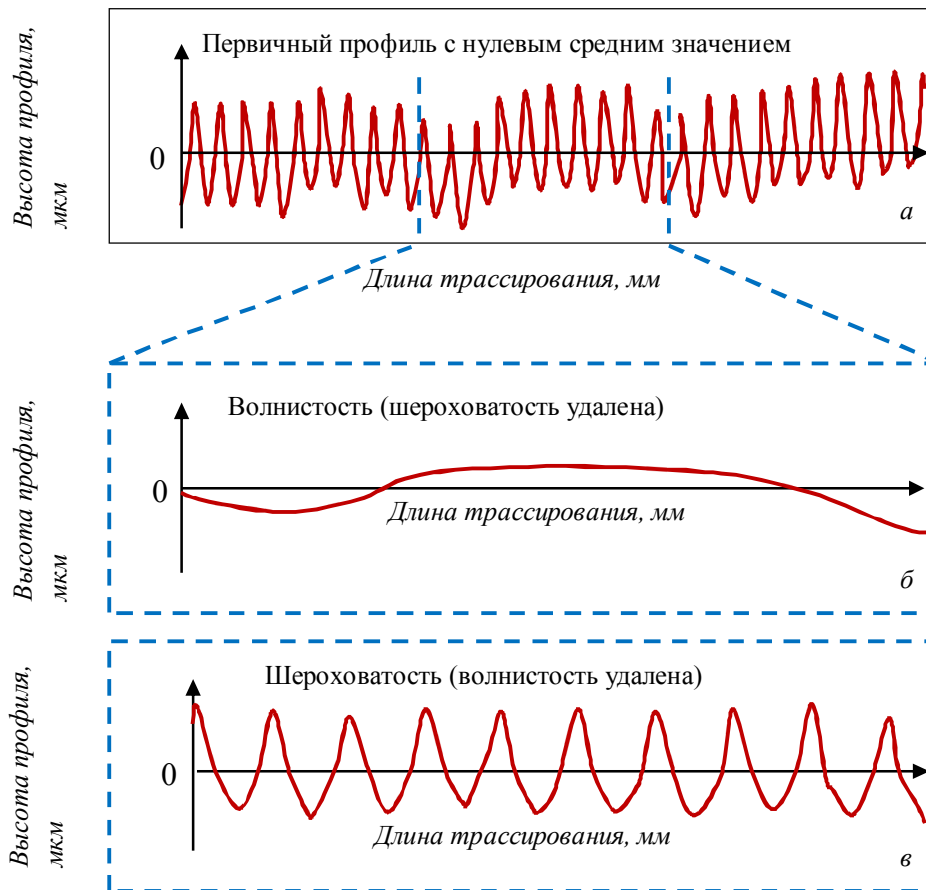 Высота профиля,
мкм
Первичный профиль с нулевым средним значением
0
а
Длина трассирования, мм
Высота профиля,
мкм
Волнистость (шероховатость удалена)
0
Длина трассирования, мм
б
Высота профиля,
мкм
Шероховатость (волнистость удалена)
0
Длина трассирования, мм
в